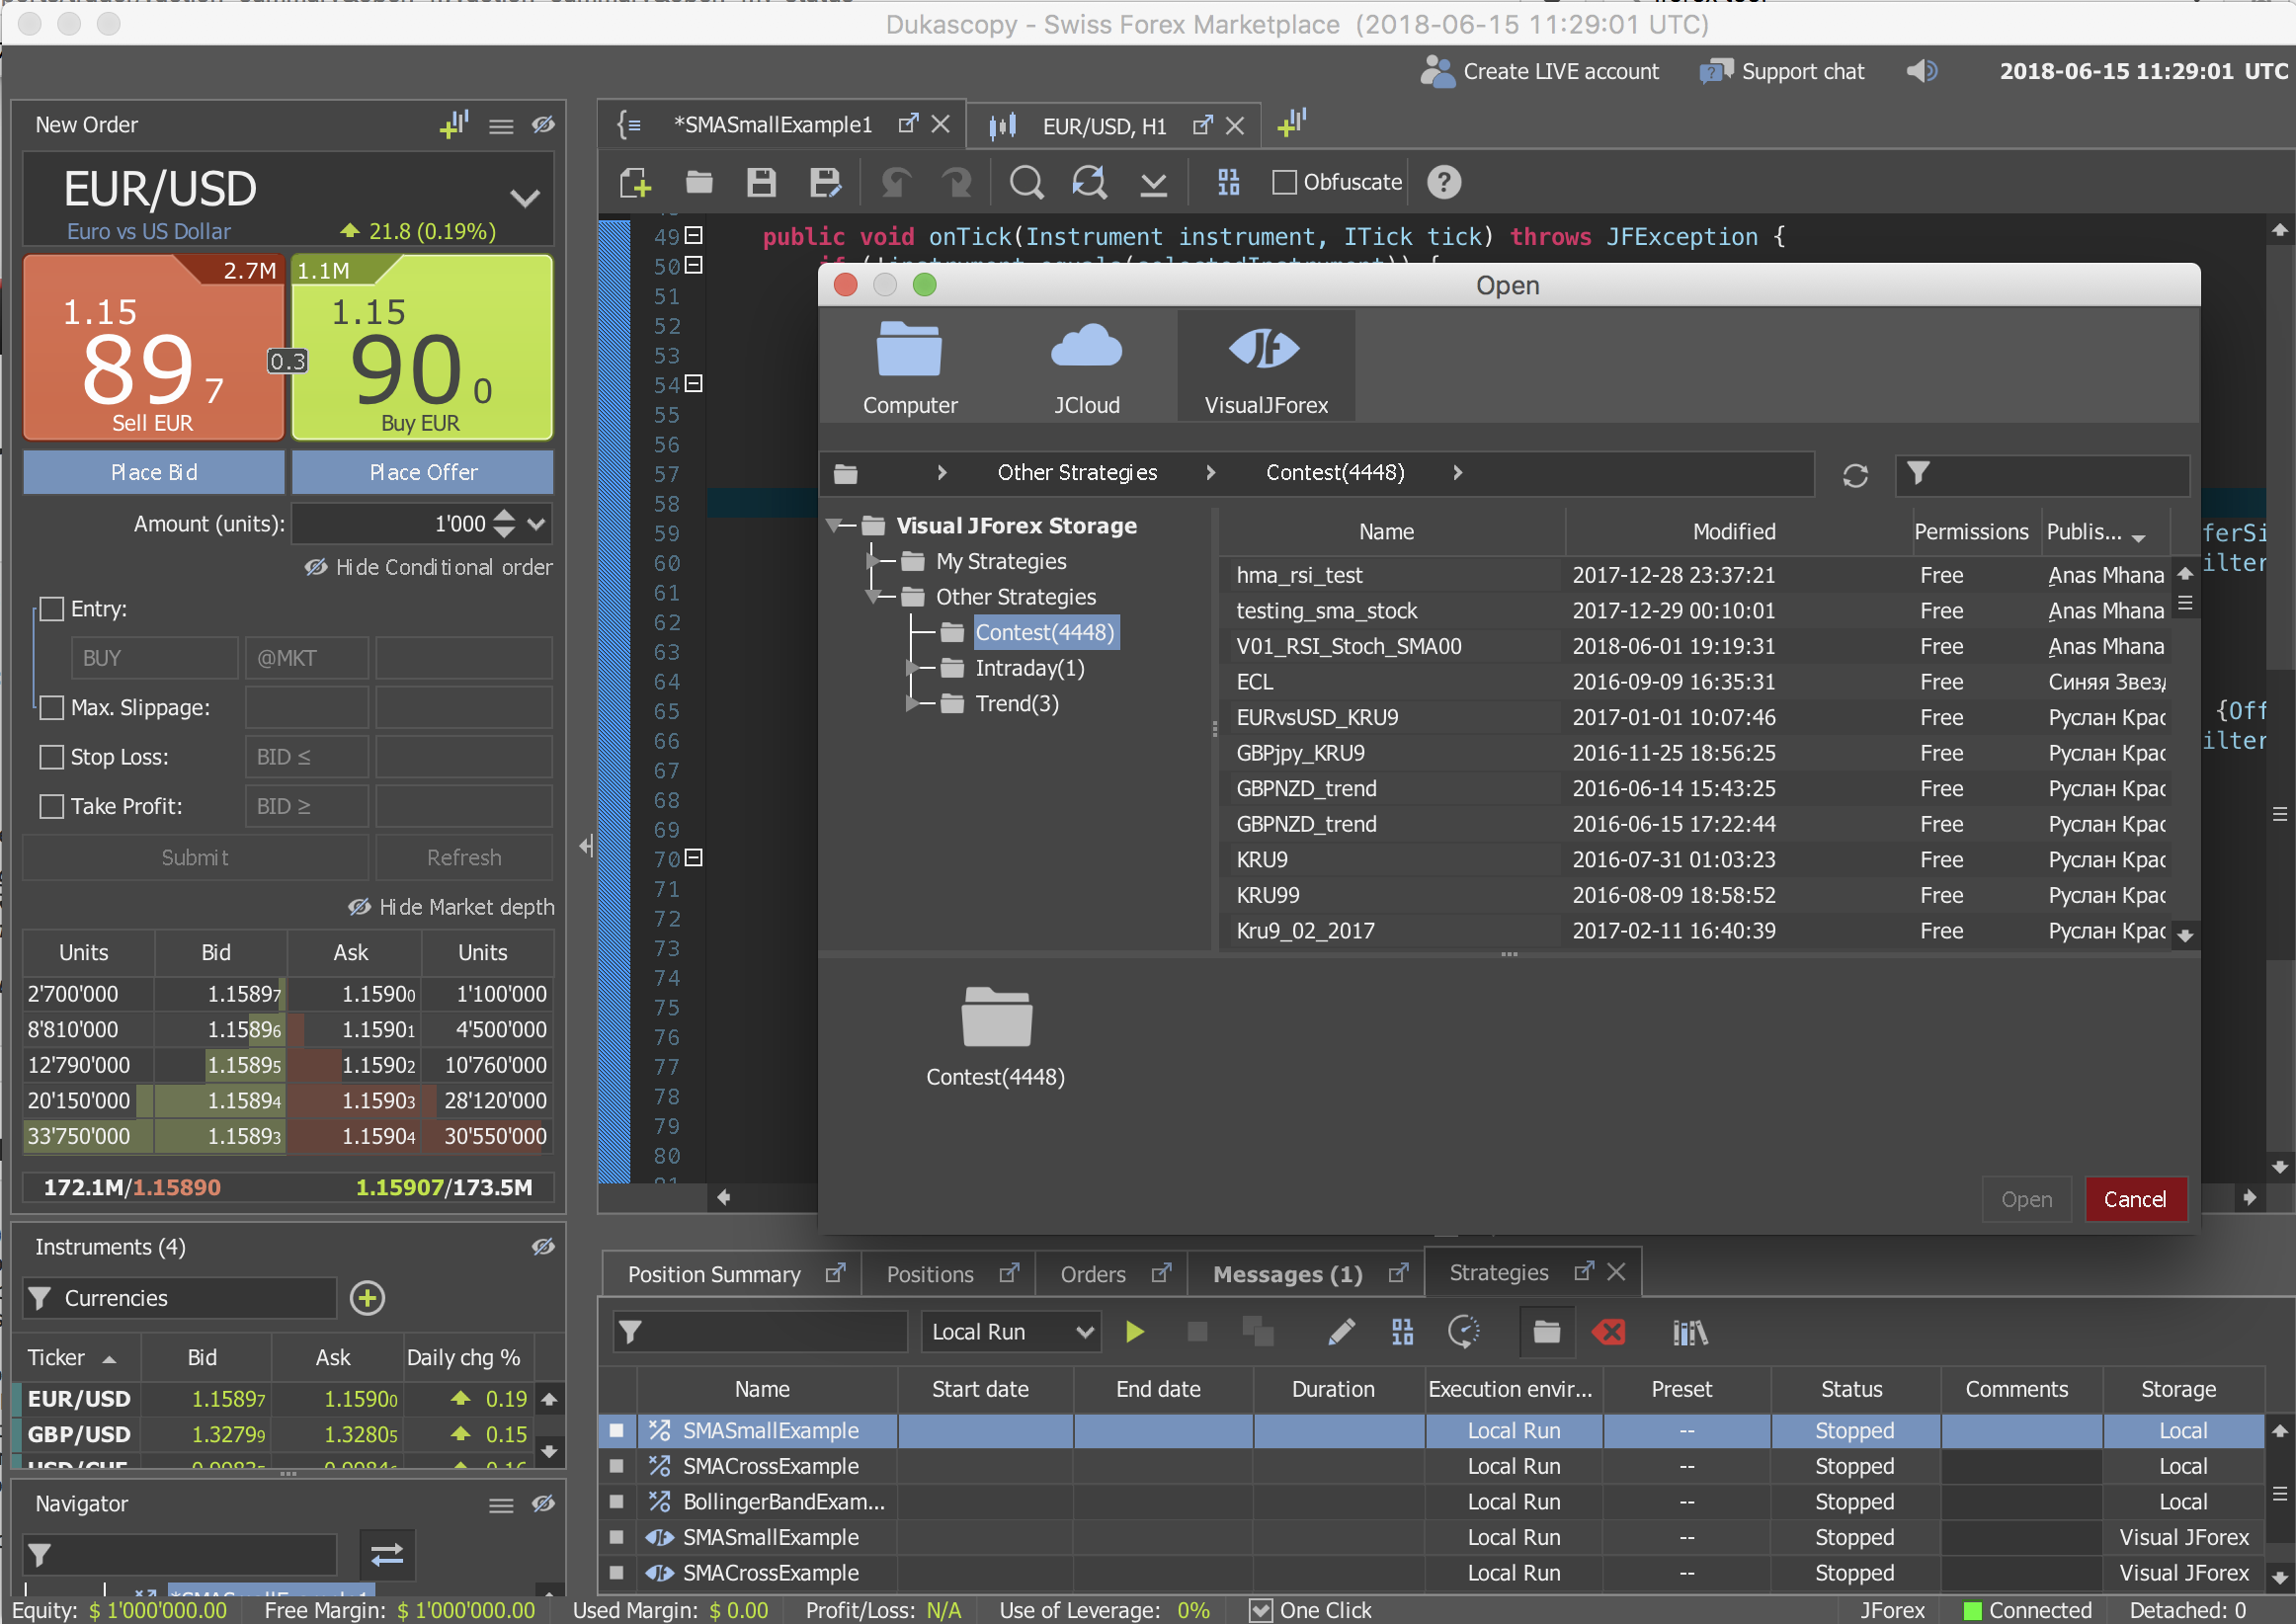 Dukascopy - Swiss Forex Marketplace (2018-06-15 11:29:01 UTC)
Create LIVE account
Support chat
2018-06-15 11:29:01 UTC
New Order
EUR/USD
Euro vs US Dollar
21.8 (0.19%)
2.7M
1.15
89 7
Sell EUR
0.3
1.1M
1.15
90 0
Buy EUR
Place Bid
Place Offer
Amount (units): 1'000
Hide Conditional order
Entry:
BUY @MKT
Max. Slippage:
Stop Loss: BID ≤
Take Profit: BID ≥
Submit Refresh
Hide Market depth
Units Bid Ask Units
2'700'000 1.15897 1.15900 1'100'000
8'810'000 1.15896 1.15901 4'500'000
12'790'000 1.15895 1.15902 10'760'000
20'150'000 1.15894 1.15903 28'120'000
33'750'000 1.15893 1.15904 30'550'000
172.1M/1.15890 1.15907/173.5M
Instruments (4)
Currencies
Ticker Bid Ask Daily chg %
EUR/USD 1.15897 1.15900 0.19
GBP/USD 1.32799 1.32805 0.15
Navigator
*SMASmallExample1
EUR/USD, H1
Obfuscate
49 public void onTick(Instrument instrument, ITick tick) throws JFException {
50 if (!instrument.equals(selectedInstrument)) {
51
52
53
54
55
56
57
58
59
60
61
62
63
64
65
66
67
68
69
70
71
72
73
74
75
76
77
78
79
80
81
ferSi
ilter
{Off
ilter
Open
Computer
JCloud
VisualJForex
Other Strategies
Contest(4448)
Visual JForex Storage
My Strategies
Other Strategies
Contest(4448)
Intraday(1)
Trend(3)
Name Modified Permissions Publis...
hma_rsi_test 2017-12-28 23:37:21 Free Anas Mhana
testing_sma_stock 2017-12-29 00:10:01 Free Anas Mhana
V01_RSI_Stoch_SMA00 2018-06-01 19:19:31 Free Anas Mhana
ECL 2016-09-09 16:35:31 Free Синяя Звез
EURvsUSD_KRU9 2017-01-01 10:07:46 Free Руслан Крас
GBPjpy_KRU9 2016-11-25 18:56:25 Free Руслан Крас
GBPNZD_trend 2016-06-14 15:43:25 Free Руслан Крас
GBPNZD_trend 2016-06-15 17:22:44 Free Руслан Крас
KRU9 2016-07-31 01:03:23 Free Руслан Крас
KRU99 2016-08-09 18:58:52 Free Руслан Крас
Kru9_02_2017 2017-02-11 16:40:39 Free Руслан Крас
Contest(4448)
Open Cancel
Position Summary
Positions
Orders
Messages (1)
Strategies
Local Run
Name Start date End date Duration Execution envir... Preset Status Comments Storage
SMASmallExample Local Run -- Stopped Local
SMACrossExample Local Run -- Stopped Local
BollingerBandExam... Local Run -- Stopped Local
SMASmallExample Local Run -- Stopped Visual JForex
SMACrossExample Local Run -- Stopped Visual JForex
Equity: $ 1'000'000.00 Free Margin: $ 1'000'000.00 Used Margin: $ 0.00 Profit/Loss: N/A Use of Leverage: 0% One Click JForex Connected Detached: 0